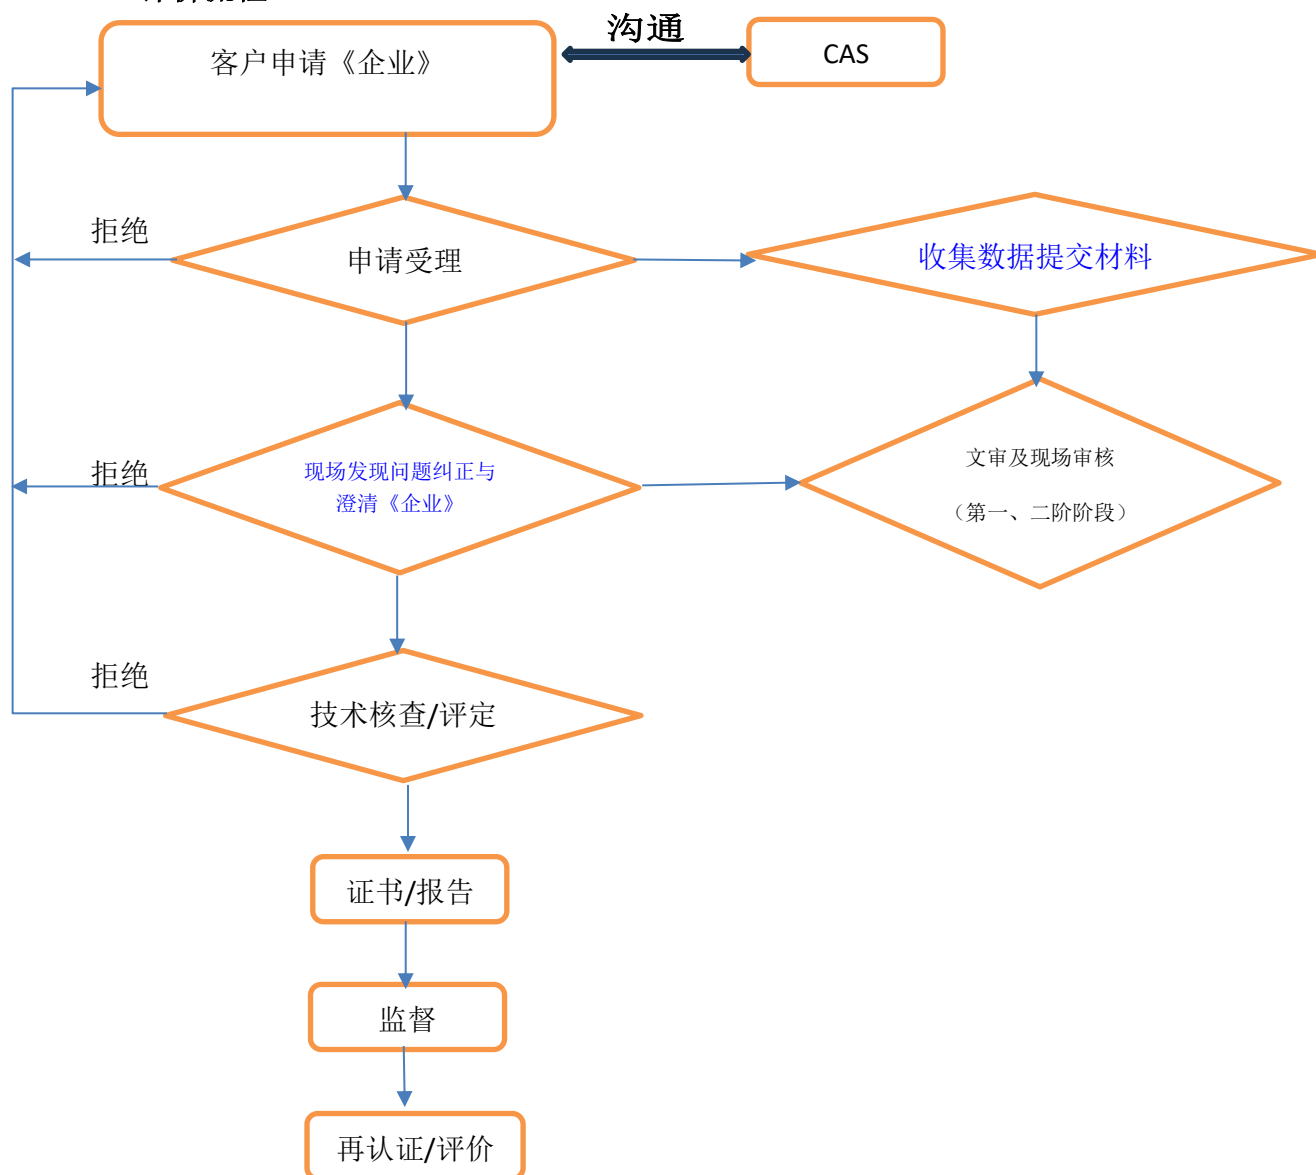 沟通
客户申请《企业》
CAS
拒绝
申请受理
收集数据提交材料
拒绝
现场发现问题纠正与
澄清《企业》
文审及现场审核
（第一、二阶阶段）
拒绝
技术核查/评定
证书/报告
监督
再认证/评价